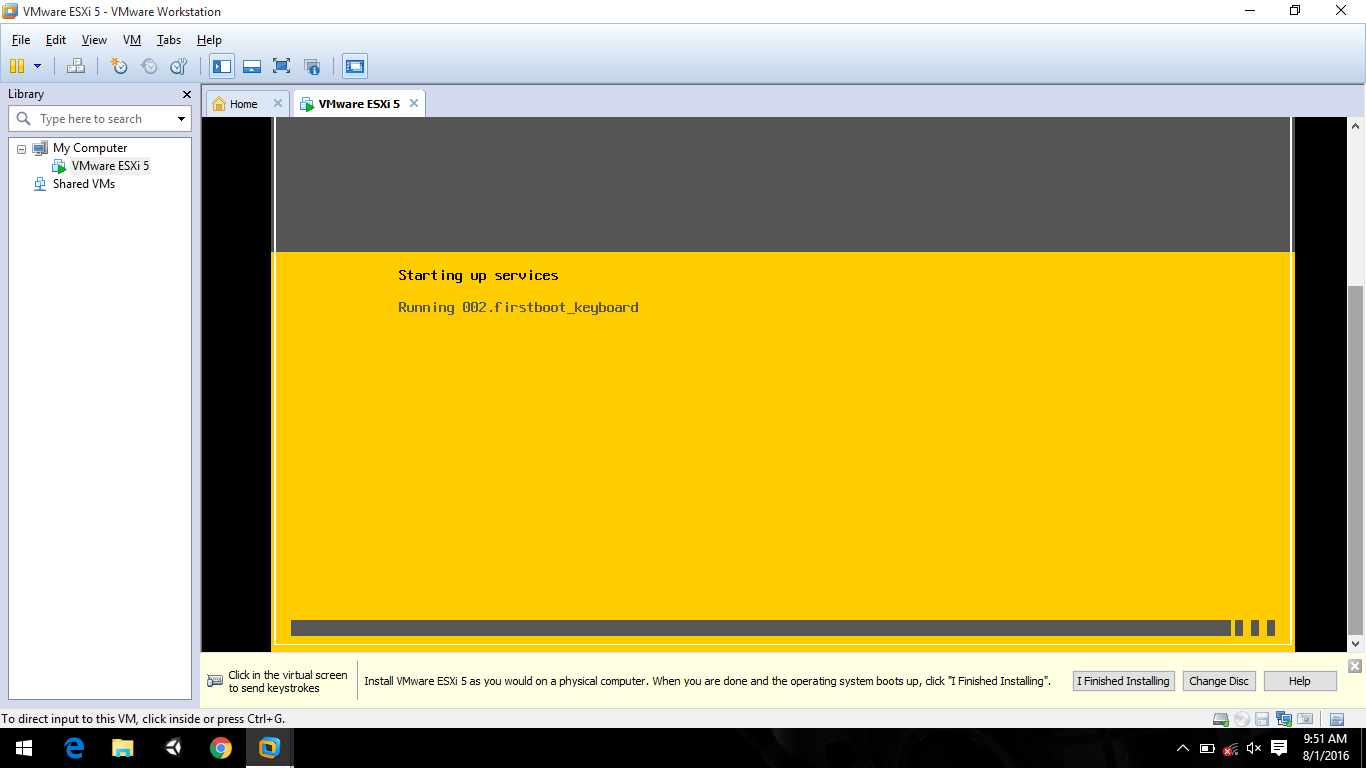 VMware ESXi 5 - VMware Workstation
File Edit View VM Tabs Help
Library
Type here to search
My Computer
VMware ESXi 5
Shared VMs
Home
VMware ESXi 5
Starting up services
Running 002.firstboot_keyboard
Click in the virtual screen
to send keystrokes
Install VMware ESXi 5 as you would on a physical computer. When you are done and the operating system boots up, click "I Finished Installing".
I Finished Installing
Change Disc
Help
To direct input to this VM, click inside or press Ctrl+G.
9:51 AM
8/1/2016